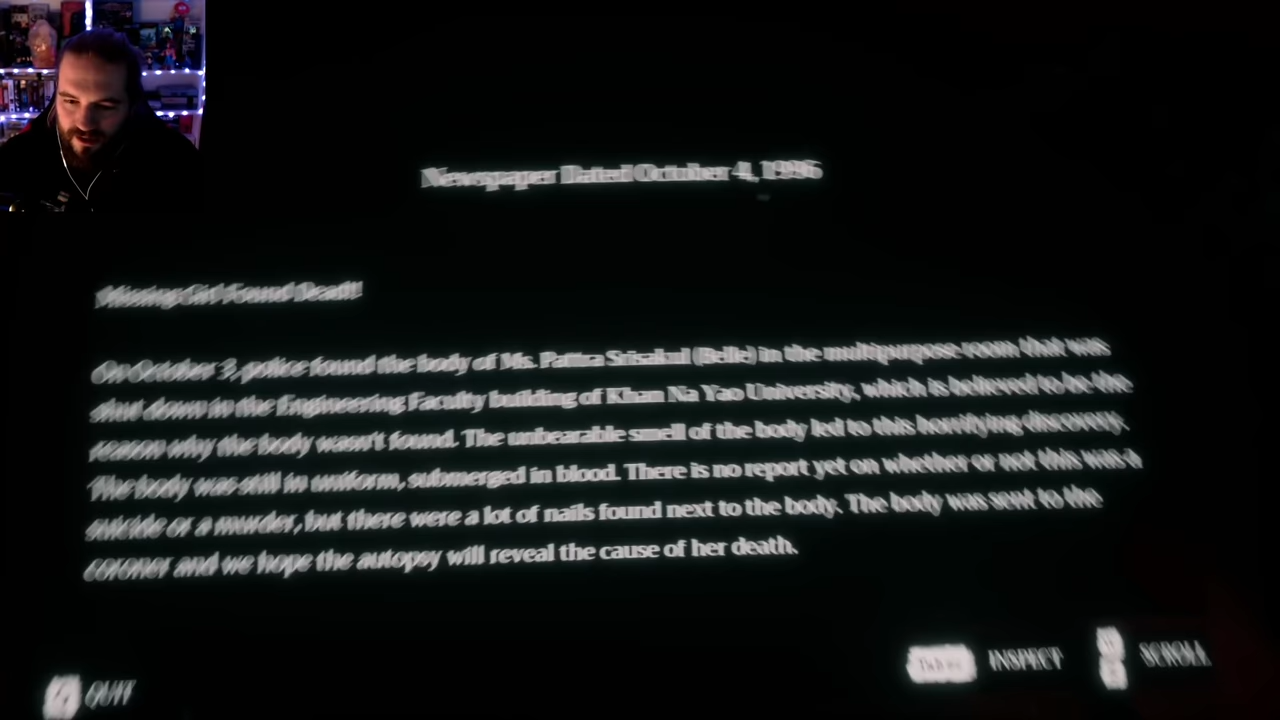 Newspaper Dated October 4, 1996
Missing Girl Found Dead!!
On October 3, police found the body of Ms. Pattra Srisakul (Belle) in the multipurpose room that was
shut down in the Engineering Faculty building of Khan Na Yao University, which is believed to be the
reason why the body wasn't found. The unbearable smell of the body led to this horrifying discovery.
The body was still in uniform, submerged in blood. There is no report yet on whether or not this was a
suicide or a murder, but there were a lot of nails found next to the body. The body was sent to the
coroner and we hope the autopsy will reveal the cause of her death.
INSPECT
SCROLL
QUIT